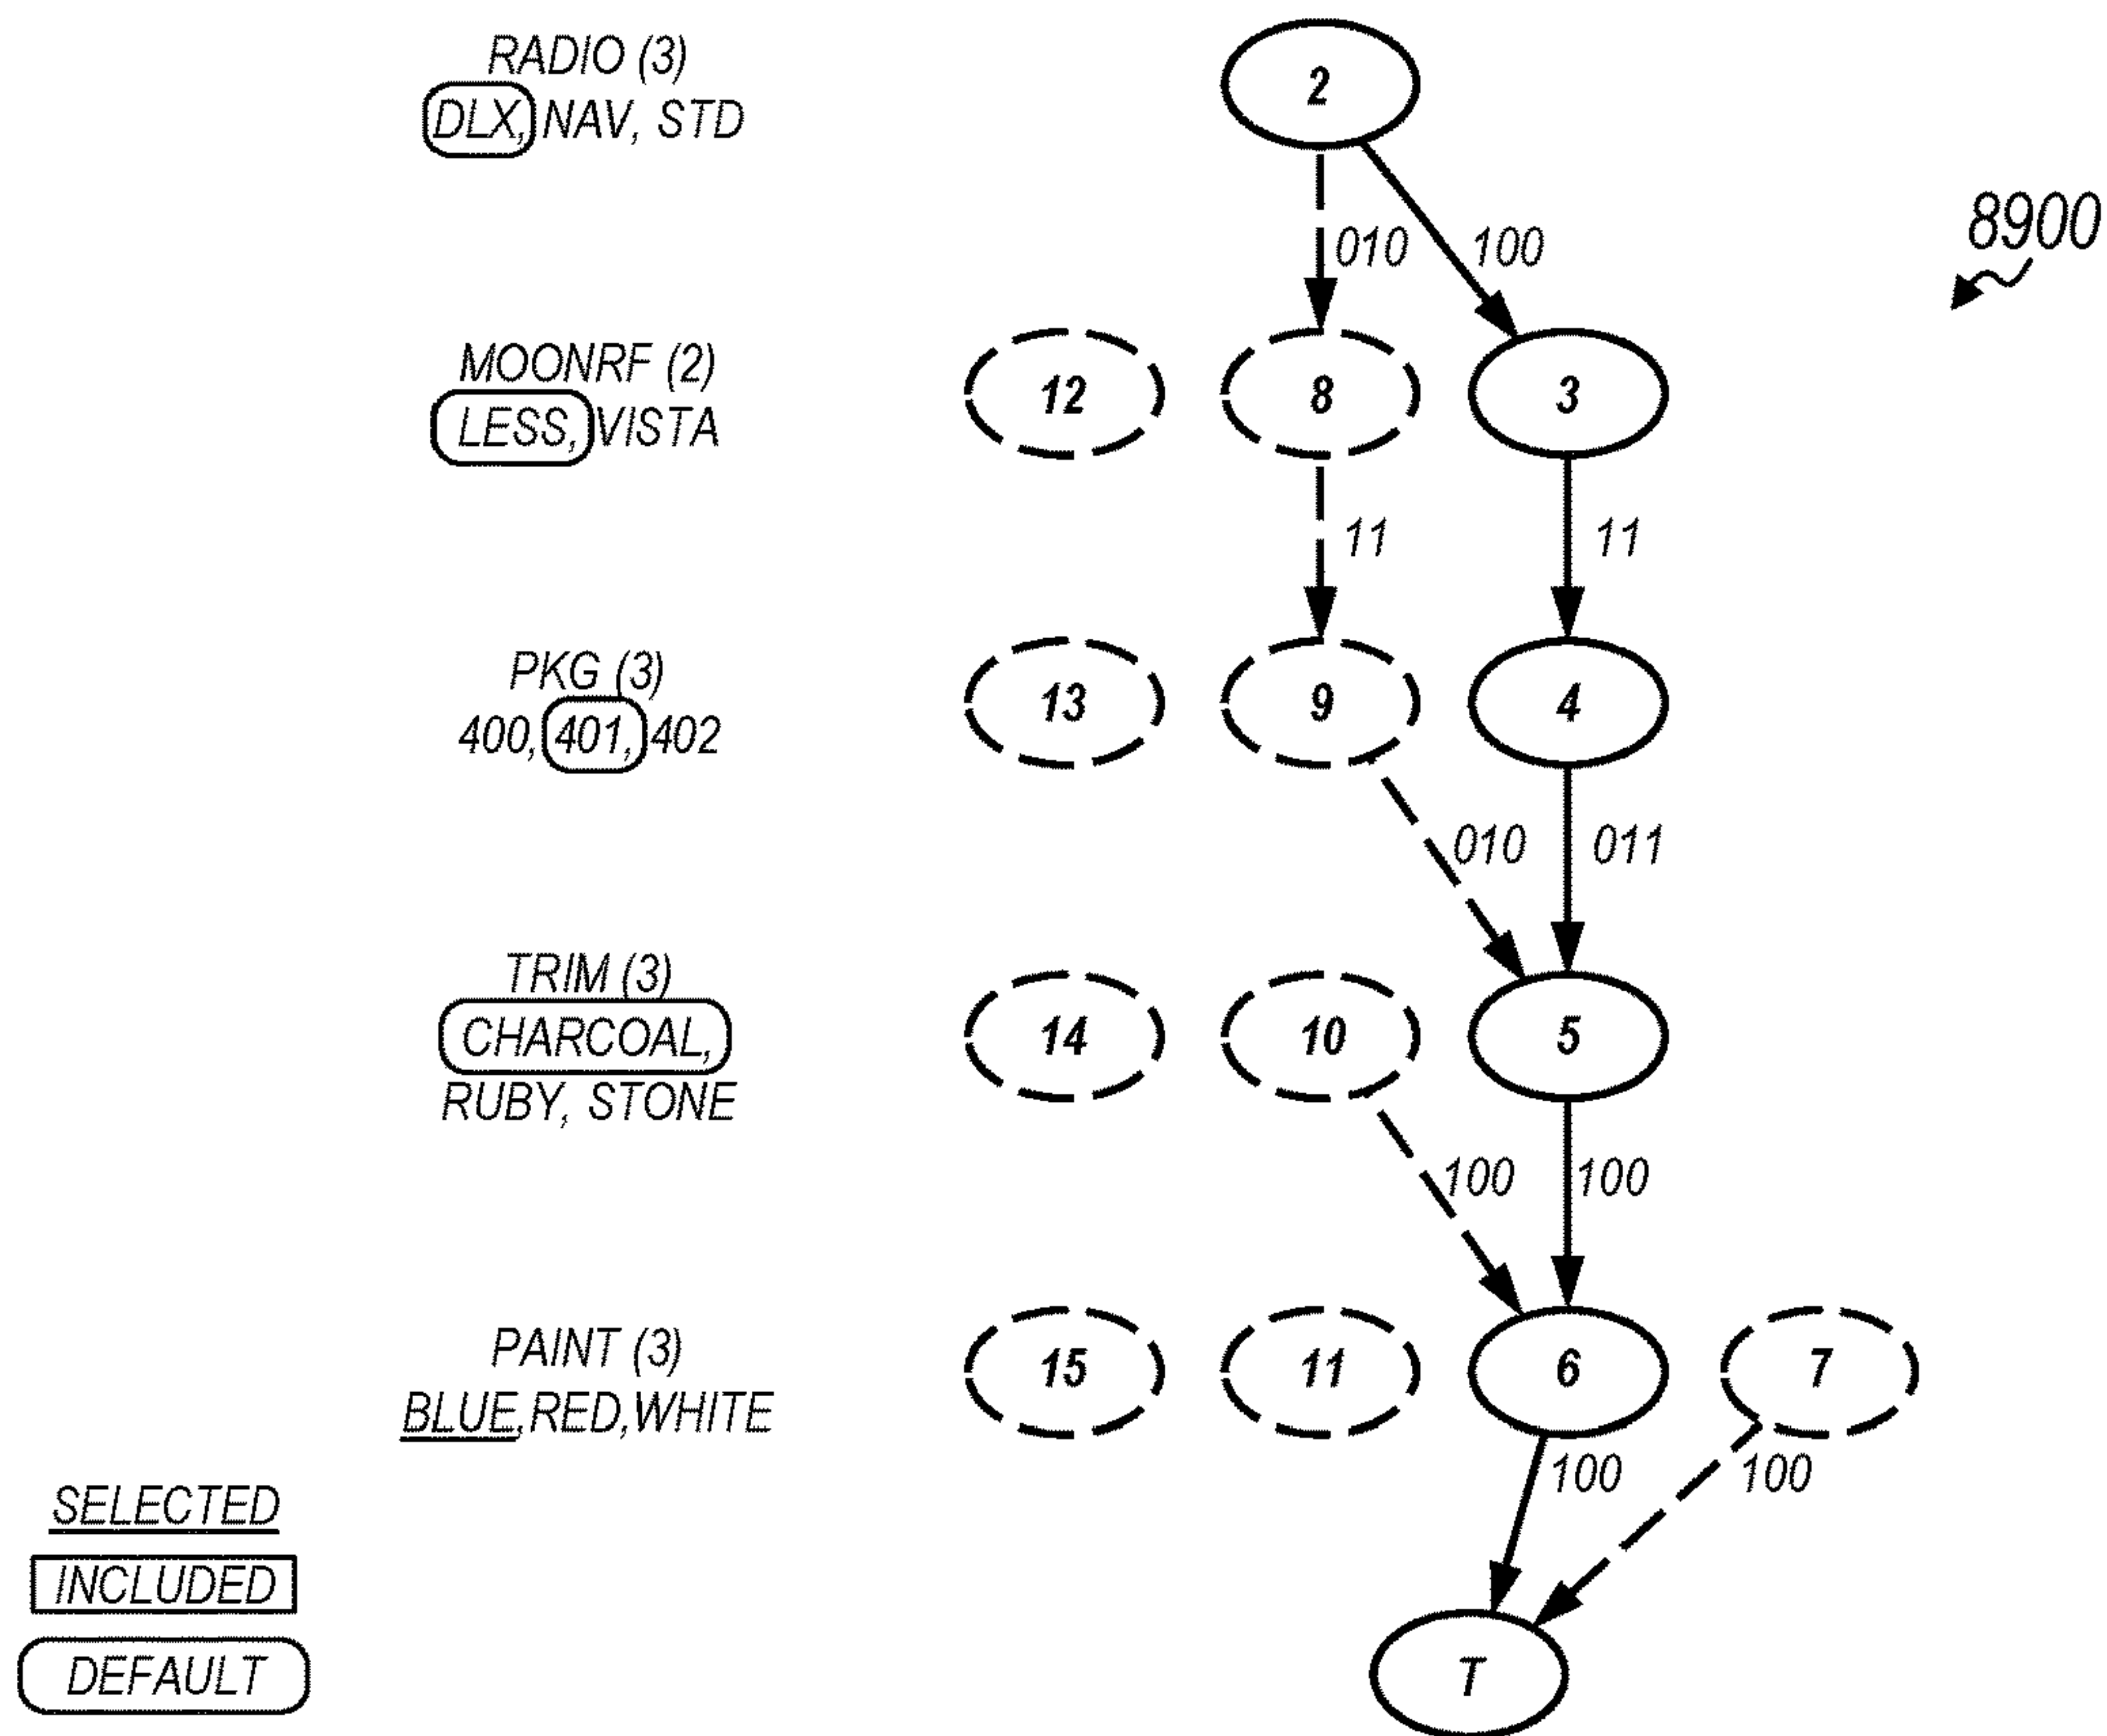 RADIO (3)
DLX, NAV, STD
2
010
100
8900
MOONRF (2)
LESS, VISTA
12
8
3
11
11
PKG (3)
400, 401, 402
13
9
4
010
011
TRIM (3)
CHARCOAL,
RUBY, STONE
14
10
5
100
100
PAINT (3)
BLUE, RED, WHITE
15
11
6
7
100
100
SELECTED
INCLUDED
DEFAULT
T